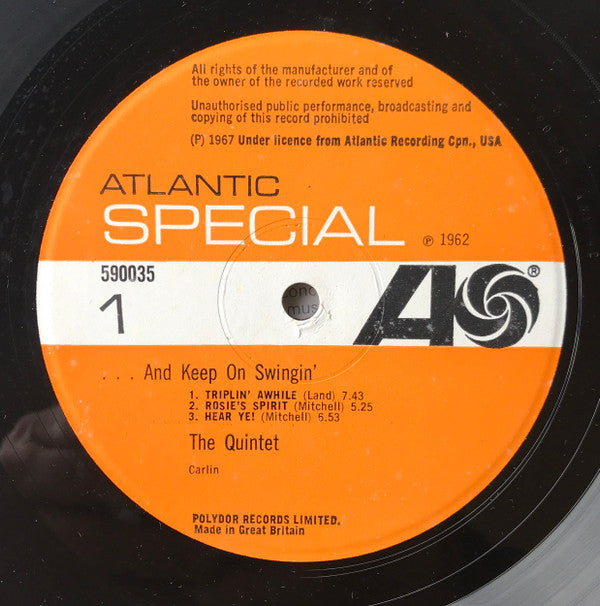 All rights of the manufacturer and of
the owner of the recorded work reserved
Unauthorised public performance, broadcasting and
copying of this record prohibited
(P) 1967 Under licence from Atlantic Recording Cpn., USA
ATLANTIC
SPECIAL ℗ 1962
590035
1
®
. . . And Keep On Swingin'
1. TRIPLIN' AWHILE (Land) 7.43
2. ROSIE'S SPIRIT (Mitchell) 5.25
3. HEAR YE! (Mitchell) 6.53
The Quintet
Carlin
POLYDOR RECORDS LIMITED.
Made in Great Britain